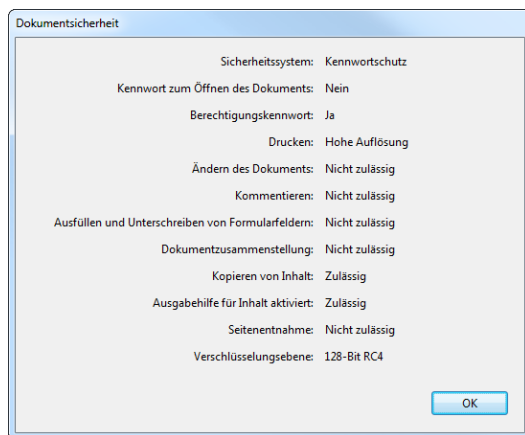 Dokumentsicherheit
Sicherheitssystem: Kennwortschutz
Kennwort zum Öffnen des Dokuments: Nein
Berechtigungskennwort: Ja
Drucken: Hohe Auflösung
Ändern des Dokuments: Nicht zulässig
Kommentieren: Nicht zulässig
Ausfüllen und Unterschreiben von Formularfeldern: Nicht zulässig
Dokumentzusammenstellung: Nicht zulässig
Kopieren von Inhalt: Zulässig
Ausgabehilfe für Inhalt aktiviert: Zulässig
Seitenentnahme: Nicht zulässig
Verschlüsselungsebene: 128-Bit RC4
OK